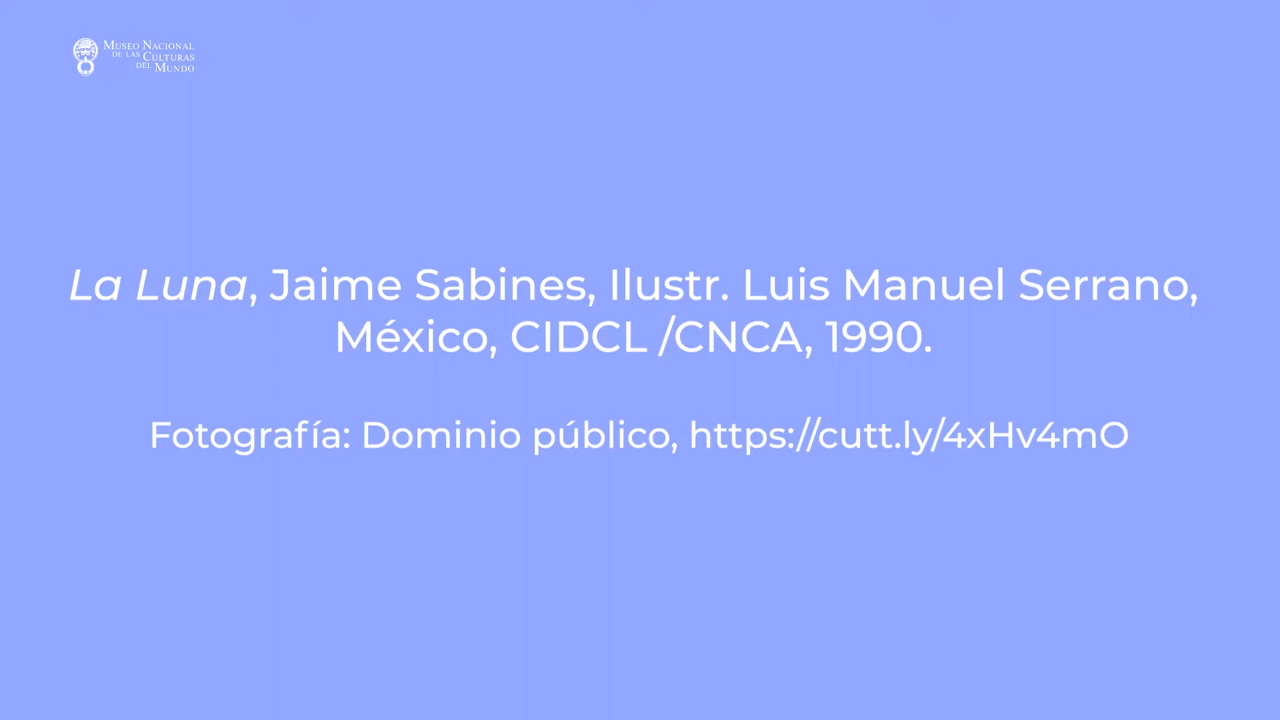 MUSEO NACIONAL
DE LAS CULTURAS
DEL MUNDO
La Luna, Jaime Sabines, Ilustr. Luis Manuel Serrano,
México, CIDCL /CNCA, 1990.
Fotografía: Dominio público, https://cutt.ly/4xHv4mO